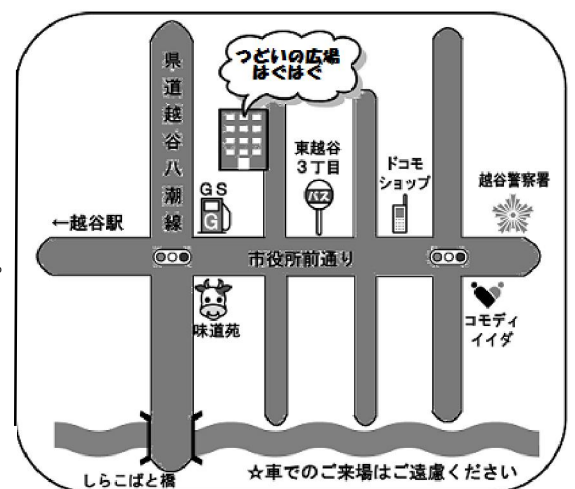 つどいの広場
はぐはぐ
県道越谷八潮線
東越谷
3丁目
ドコモ
ショップ
越谷警察署
GS
G
バス
←越谷駅
市役所前通り
味道苑
コモディ
イイダ
しらこばと橋
☆車でのご来場はご遠慮ください